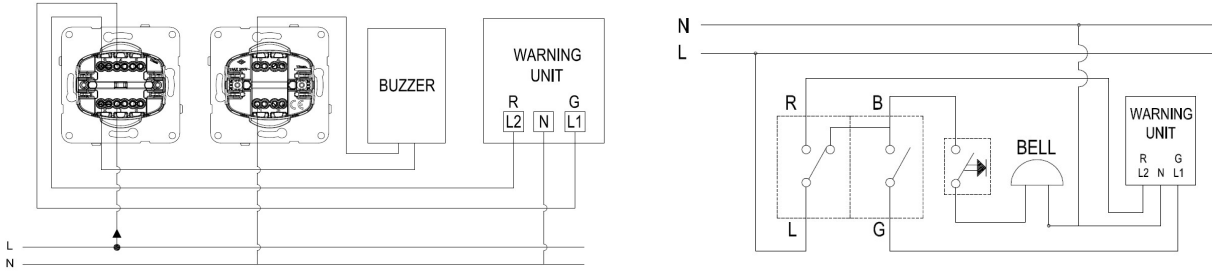 BUZZER
WARNING
UNIT
R G
L2 N L1
L
N
N
L
R B
L G
BELL
WARNING
UNIT
R G
L2 N L1